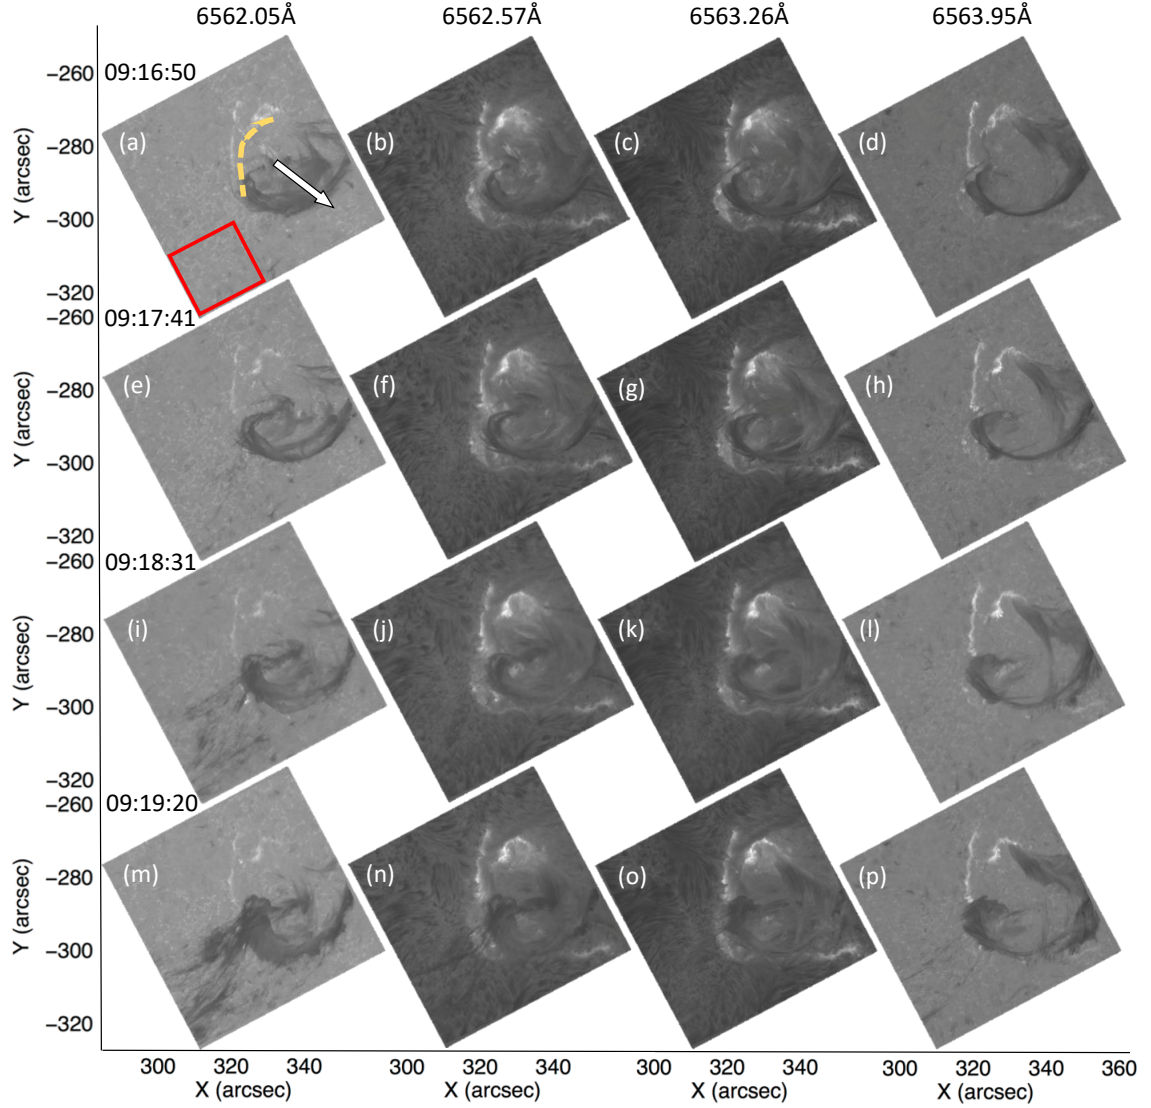 6562.05Å 6562.57Å 6563.26Å 6563.95Å
−260 09:16:50
(a) (b) (c) (d)
−280
Y (arcsec)
−300
−320
−260 09:17:41
(e) (f) (g) (h)
−280
Y (arcsec)
−300
−320
−260 09:18:31
(i) (j) (k) (l)
−280
Y (arcsec)
−300
−320
−260 09:19:20
(m) (n) (o) (p)
−280
Y (arcsec)
−300
−320
300 320 340 300 320 340 300 320 340 300 320 340 360
X (arcsec) X (arcsec) X (arcsec) X (arcsec)